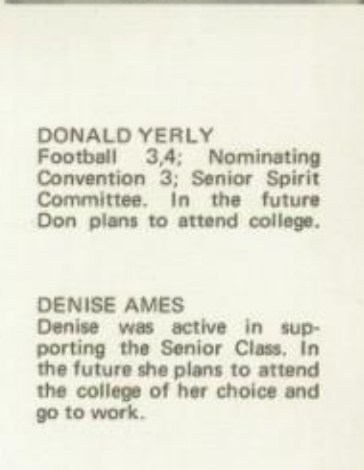 DONALD YERLY
Football 3,4; Nominating
Convention 3; Senior Spirit
Committee. In the future
Don plans to attend college.
DENISE AMES
Denise was active in sup-
porting the Senior Class. In
the future she plans to attend
the college of her choice and
go to work.